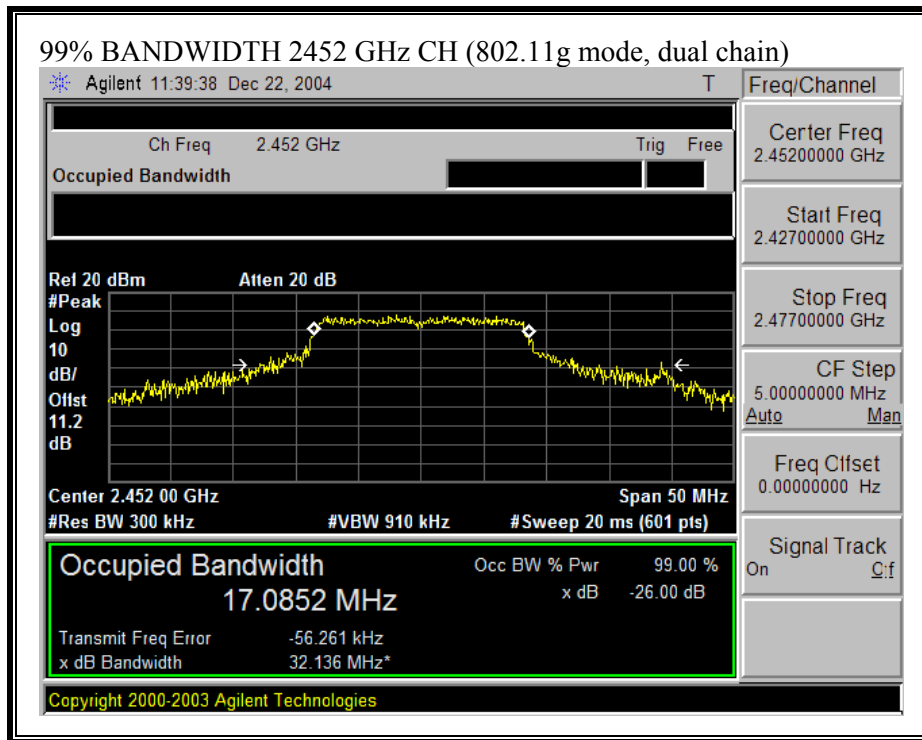 99% BANDWIDTH 2452 GHz CH (802.11g mode, dual chain)
Agilent 11:39:38 Dec 22, 2004 T
Freq/Channel
Ch Freq 2.452 GHz Trig Free
Occupied Bandwidth
Center Freq
2.45200000 GHz
Start Freq
2.42700000 GHz
Stop Freq
2.47700000 GHz
CF Step
5.00000000 MHz
Auto Man
Freq Offset
0.00000000 Hz
Signal Track
On Off
Ref 20 dBm Atten 20 dB
#Peak
Log
10
dB/
Offst
11.2
dB
Center 2.452 00 GHz Span 50 MHz
#Res BW 300 kHz #VBW 910 kHz #Sweep 20 ms (601 pts)
Occupied Bandwidth
17.0852 MHz
Occ BW % Pwr 99.00 %
x dB -26.00 dB
Transmit Freq Error -56.261 kHz
x dB Bandwidth 32.136 MHz*
Copyright 2000-2003 Agilent Technologies